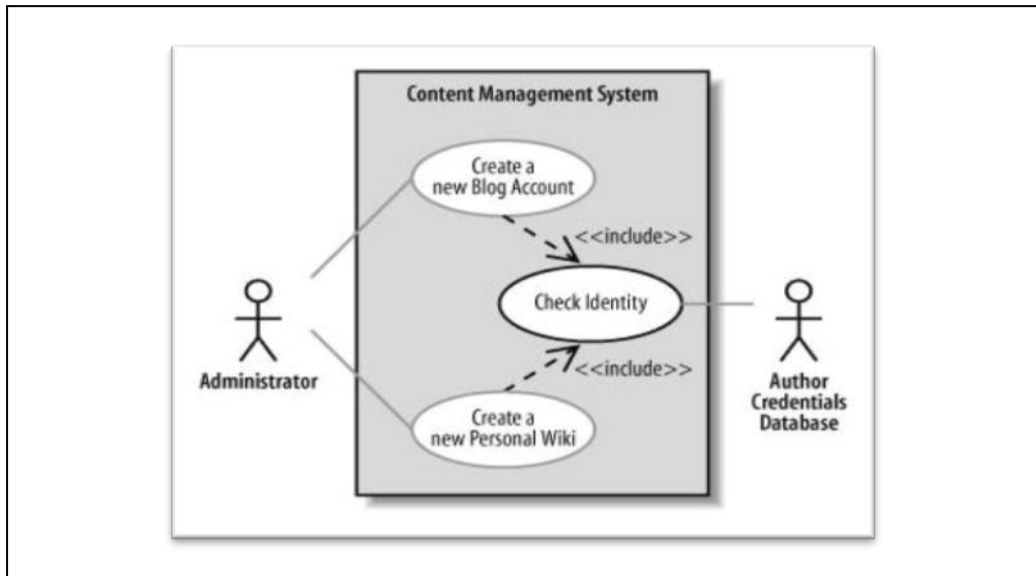 Content Management System
Create a
new Blog Account
<<include>>
Check Identity
<<include>>
Administrator
Author
Credentials
Database
Create a
new Personal Wiki